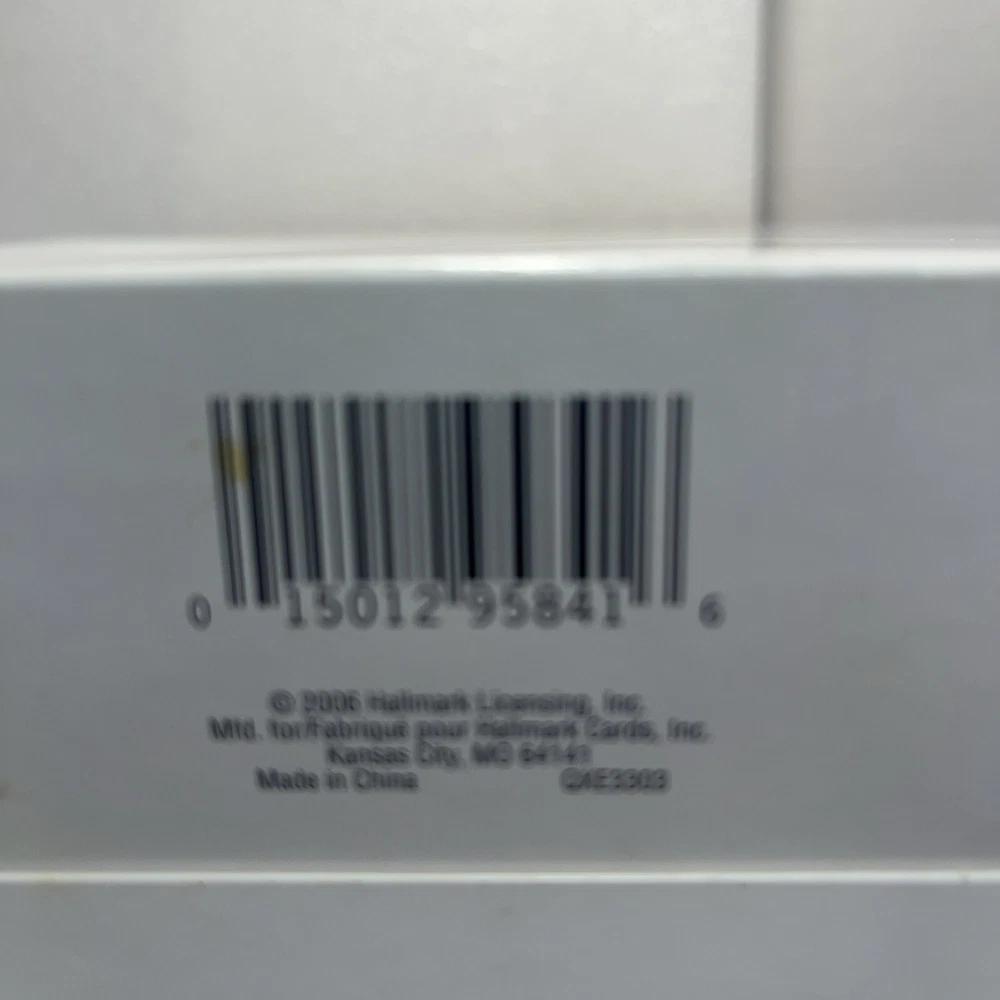 0 15012 95841 6
© 2006 Hallmark Licensing, Inc.
Mfd. for/Fabriqué pour Hallmark Cards, Inc.
Kansas City, MO 64141
Made in China